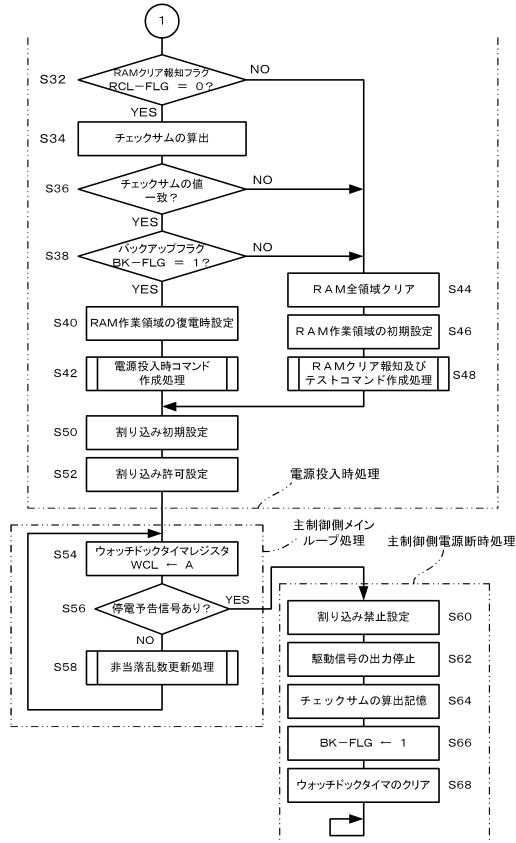 1
S32
RAMクリア報知フラグ
RCL－FLG ＝ 0？
NO
YES
S34
チェックサムの算出
S36
チェックサムの値
一致？
NO
YES
S38
バックアップフラグ
BK－FLG ＝ 1？
NO
YES
S40
RAM作業領域の復電時設定
S42
電源投入時コマンド
作成処理
RAM全領域クリア
S44
RAM作業領域の初期設定
S46
RAMクリア報知及び
テストコマンド作成処理
S48
S50
割り込み初期設定
S52
割り込み許可設定
電源投入時処理
主制御側メイン
ループ処理
S54
ウォッチドックタイマレジスタ
WCL ← A
S56
停電予告信号あり？
YES
NO
S58
非当落乱数更新処理
主制御側電源断時処理
割り込み禁止設定
S60
駆動信号の出力停止
S62
チェックサムの算出記憶
S64
BK－FLG ← 1
S66
ウォッチドックタイマのクリア
S68